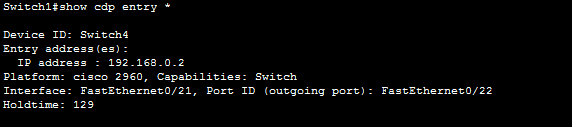 Switch1#show cdp entry *
Device ID: Switch4
Entry address(es):
IP address : 192.168.0.2
Platform: cisco 2960, Capabilities: Switch
Interface: FastEthernet0/21, Port ID (outgoing port): FastEthernet0/22
Holdtime: 129